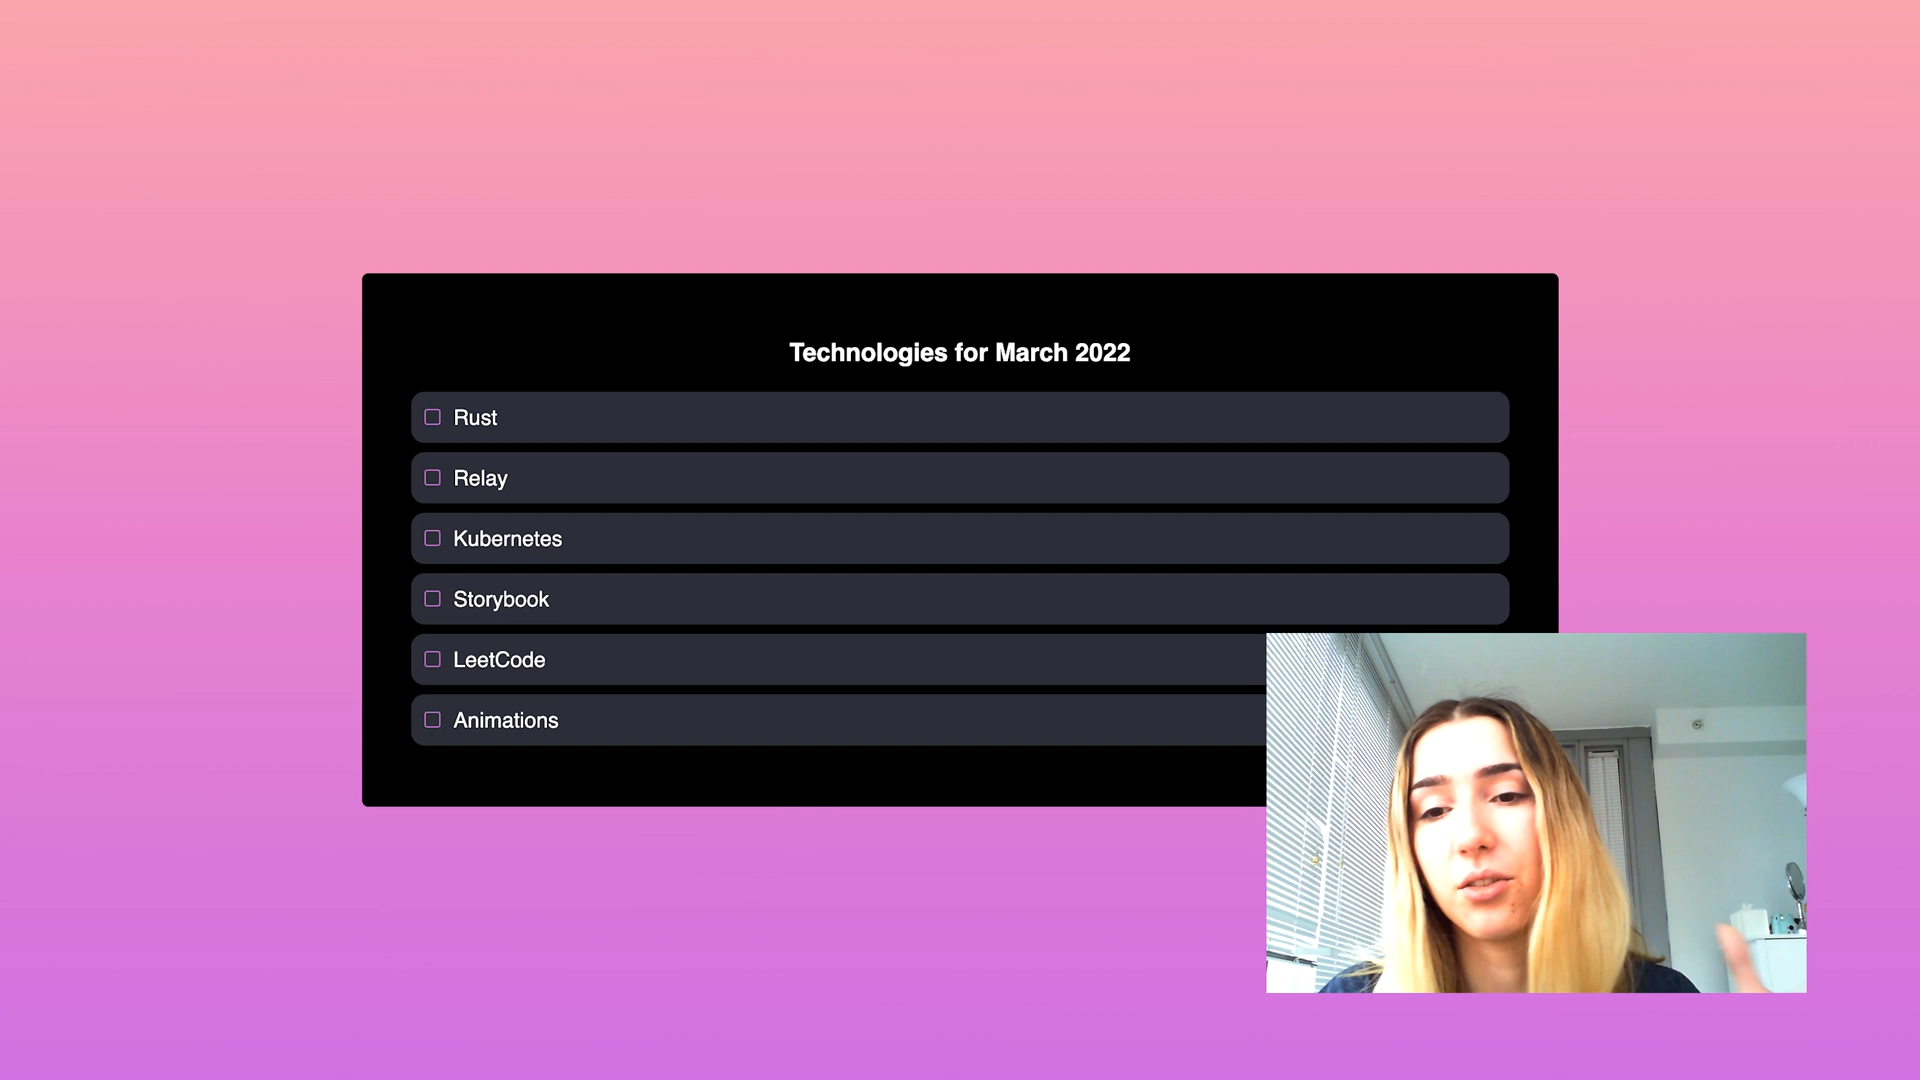 Technologies for March 2022
Rust
Relay
Kubernetes
Storybook
LeetCode
Animations